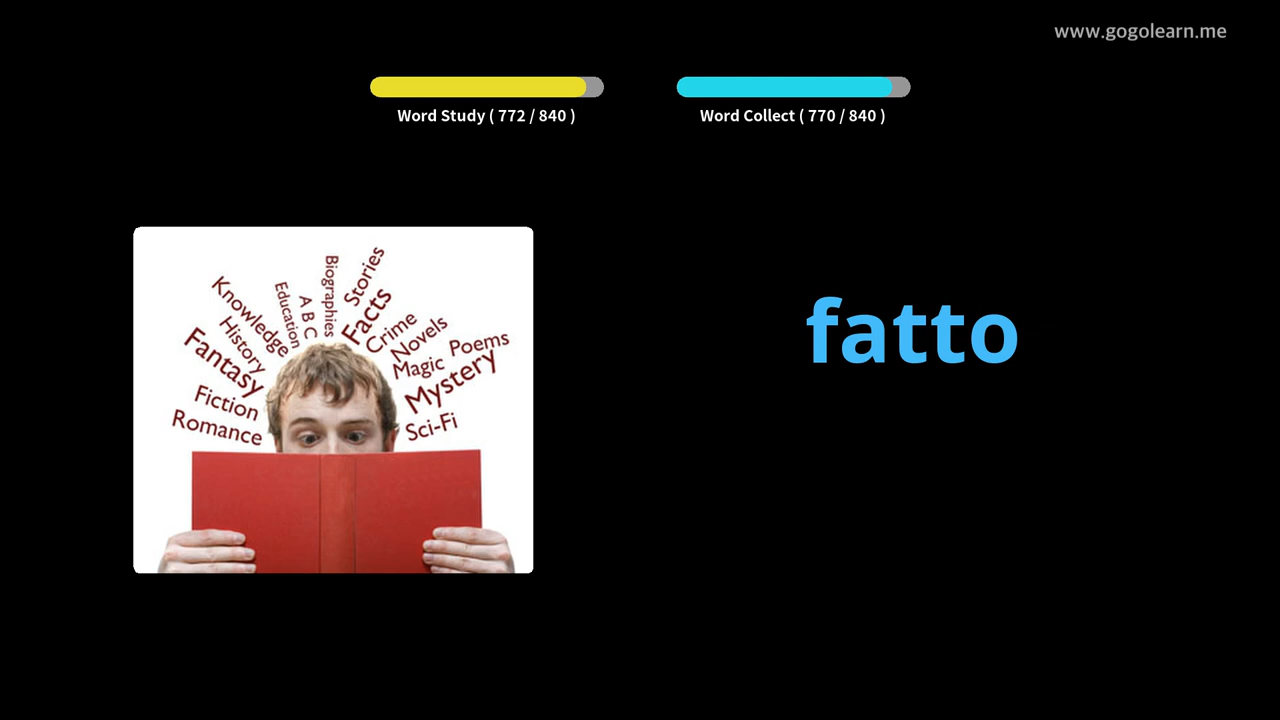 www.gogolearn.me
Word Study ( 772 / 840 )
Word Collect ( 770 / 840 )
fatto
Knowledge
History
Fantasy
Fiction
Romance
Education
A B C
Biographies
Stories
Facts
Crime
Novels
Magic
Poems
Mystery
Sci-Fi